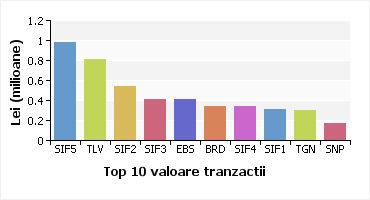 Lei (milioane)
1.2
1
0.8
0.6
0.4
0.2
0
SIF5 TLV SIF2 SIF3 EBS BRD SIF4 SIF1 TGN SNP
Top 10 valoare tranzactii